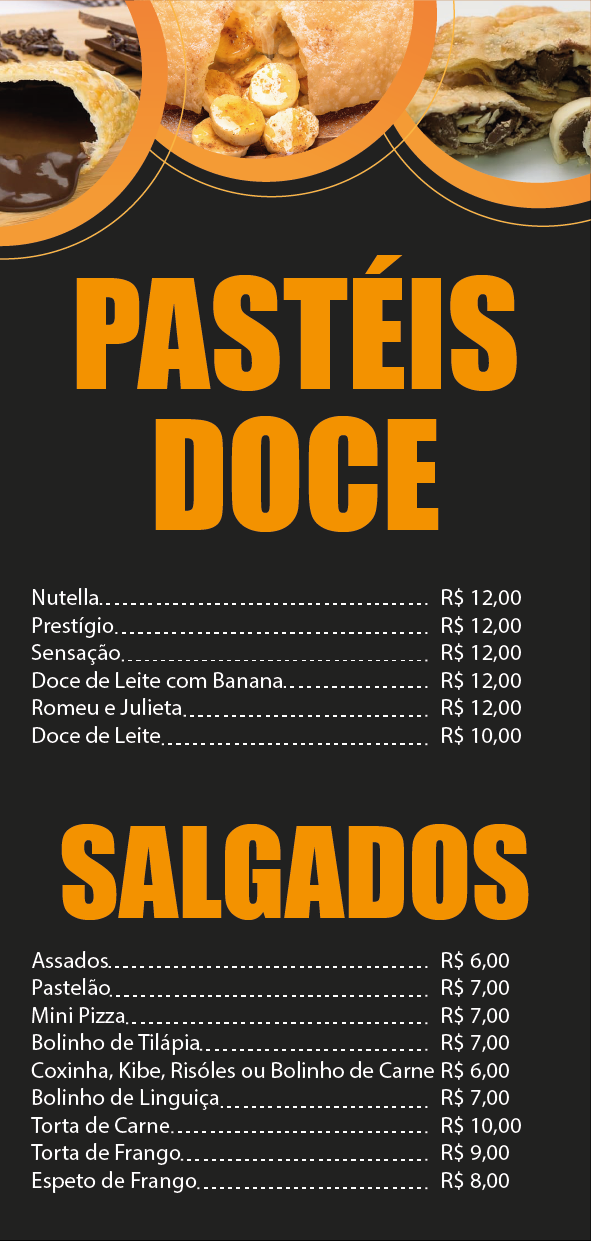 PASTÉIS
DOCE
Nutella R$ 12,00
Prestígio R$ 12,00
Sensação R$ 12,00
Doce de Leite com Banana R$ 12,00
Romeu e Julieta R$ 12,00
Doce de Leite R$ 10,00
SALGADOS
Assados R$ 6,00
Pastelão R$ 7,00
Mini Pizza R$ 7,00
Bolinho de Tilápia R$ 7,00
Coxinha, Kibe, Risóles ou Bolinho de Carne R$ 6,00
Bolinho de Linguiça R$ 7,00
Torta de Carne R$ 10,00
Torta de Frango R$ 9,00
Espeto de Frango R$ 8,00